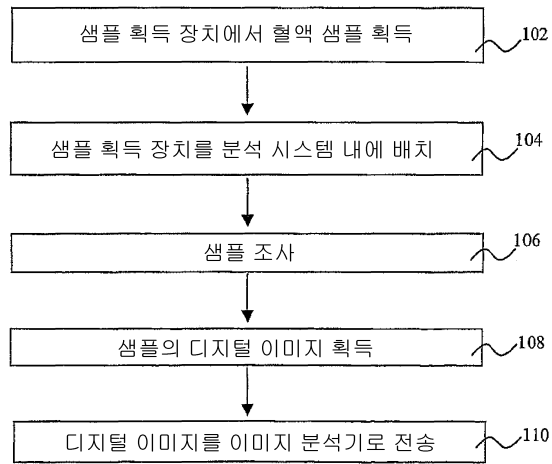 샘플 획득 장치에서 혈액 샘플 획득
102
샘플 획득 장치를 분석 시스템 내에 배치
104
샘플 조사
106
샘플의 디지털 이미지 획득
108
디지털 이미지를 이미지 분석기로 전송
110